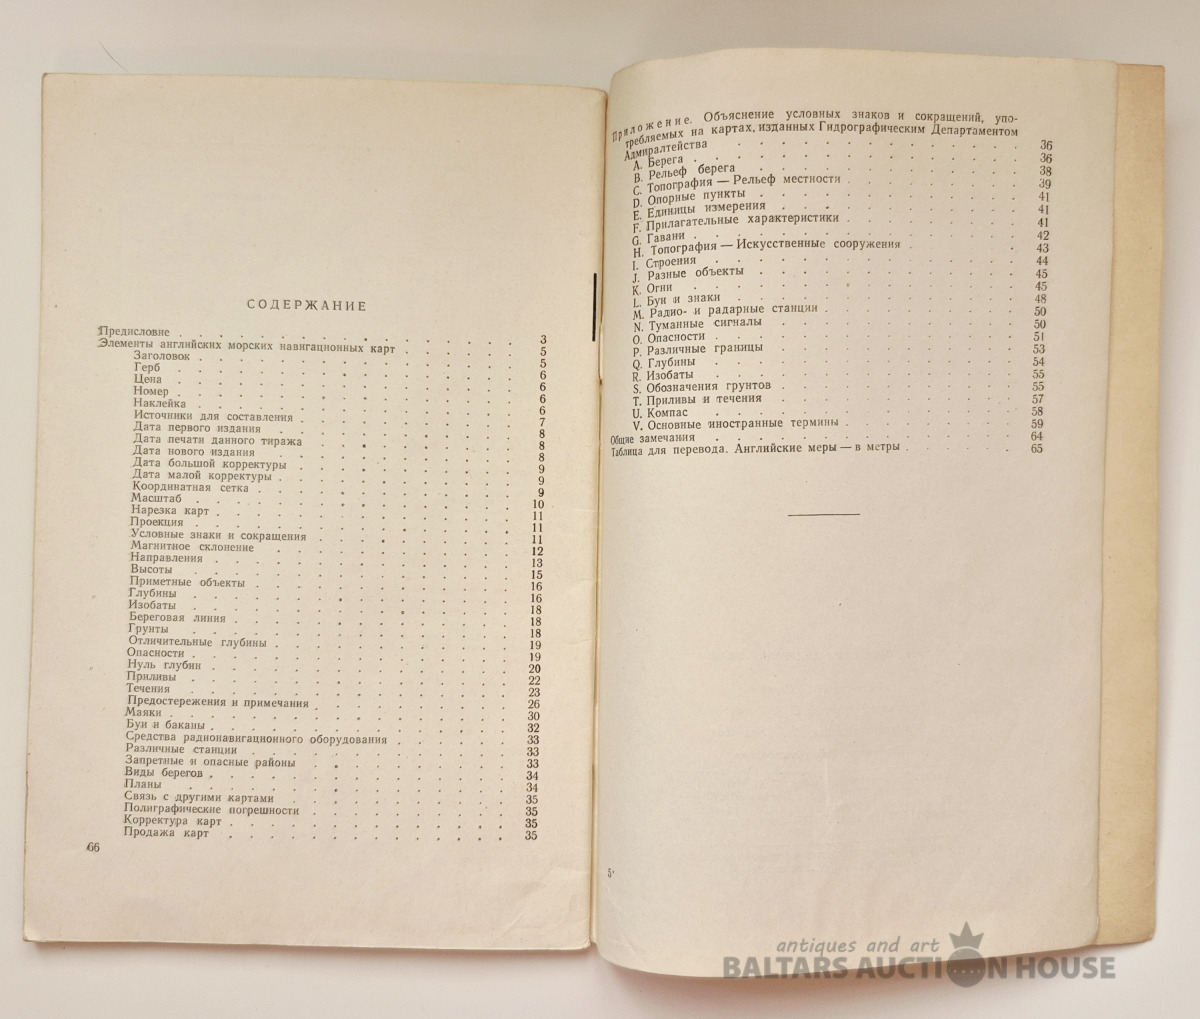 СОДЕРЖАНИЕ
Предисловие . . . . . . . . . . . . . . 3
Элементы английских морских навигационных карт . . . . . 5
Заголовок . . . . . . . . . . . . . 5
Герб . . . . . . . . . . . . . 6
Цена . . . . . . . . . . . . . 6
Номер . . . . . . . . . . . . . 6
Наклейка . . . . . . . . . . . . . 6
Источники для составления . . . . . . . . 7
Дата первого издания . . . . . . . . . 8
Дата печати данного тиража . . . . . . . . 8
Дата нового издания . . . . . . . . . 8
Дата большой корректуры . . . . . . . . 9
Дата малой корректуры . . . . . . . . . 9
Координатная сетка . . . . . . . . . . 9
Масштаб . . . . . . . . . . . . 10
Нарезка карт . . . . . . . . . . . 11
Проекция . . . . . . . . . . . . 11
Условные знаки и сокращения . . . . . . . . 11
Магнитное склонение . . . . . . . . . 12
Направления . . . . . . . . . . . 13
Высоты . . . . . . . . . . . . 15
Приметные объекты . . . . . . . . . . 16
Глубины . . . . . . . . . . . . 16
Изобаты . . . . . . . . . . . . 18
Береговая линия . . . . . . . . . . 18
Грунты . . . . . . . . . . . . 18
Отличительные глубины . . . . . . . . . 19
Опасности . . . . . . . . . . . . 19
Нуль глубин . . . . . . . . . . . 20
Приливы . . . . . . . . . . . . 22
Течения . . . . . . . . . . . . 23
Предостережения и примечания . . . . . . . . 26
Маяки . . . . . . . . . . . . . 30
Буи и баканы . . . . . . . . . . . 32
Средства радионавигационного оборудования . . . . . 33
Различные станции . . . . . . . . . . 33
Запретные и опасные районы . . . . . . . . 33
Виды берегов . . . . . . . . . . . 34
Планы . . . . . . . . . . . . 34
Связь с другими картами . . . . . . . . 35
Полиграфические погрешности . . . . . . . . 35
Корректура карт . . . . . . . . . . 35
Продажа карт . . . . . . . . . . . 35
66
Приложение. Объяснение условных знаков и сокращений, упо-
требляемых на картах, изданных Гидрографическим Департаментом
Адмиралтейства . . . . . . . . . . . 36
A. Берега . . . . . . . . . . . . 36
B. Рельеф берега . . . . . . . . . . 38
C. Топография — Рельеф местности . . . . . . . 39
D. Опорные пункты . . . . . . . . . . 41
E. Единицы измерения . . . . . . . . . 41
F. Прилагательные характеристики . . . . . . . 41
G. Гавани . . . . . . . . . . . . 42
H. Топография — Искусственные сооружения . . . . . 43
I. Строения . . . . . . . . . . . 44
J. Разные объекты . . . . . . . . . . 45
K. Огни . . . . . . . . . . . . 45
L. Буи и знаки . . . . . . . . . . 48
M. Радио- и радарные станции . . . . . . . . 50
N. Туманные сигналы . . . . . . . . . 50
O. Опасности . . . . . . . . . . . 51
P. Различные границы . . . . . . . . . 53
Q. Глубины . . . . . . . . . . . 54
R. Изобаты . . . . . . . . . . . 55
S. Обозначения грунтов . . . . . . . . . 55
T. Приливы и течения . . . . . . . . . 57
U. Компас . . . . . . . . . . . 58
V. Основные иностранные термины . . . . . . . 59
Общие замечания . . . . . . . . . . . 64
Таблица для перевода. Английские меры — в метры . . . . . . 65
5*
antiques and art
BALTARS AUCTION HOUSE